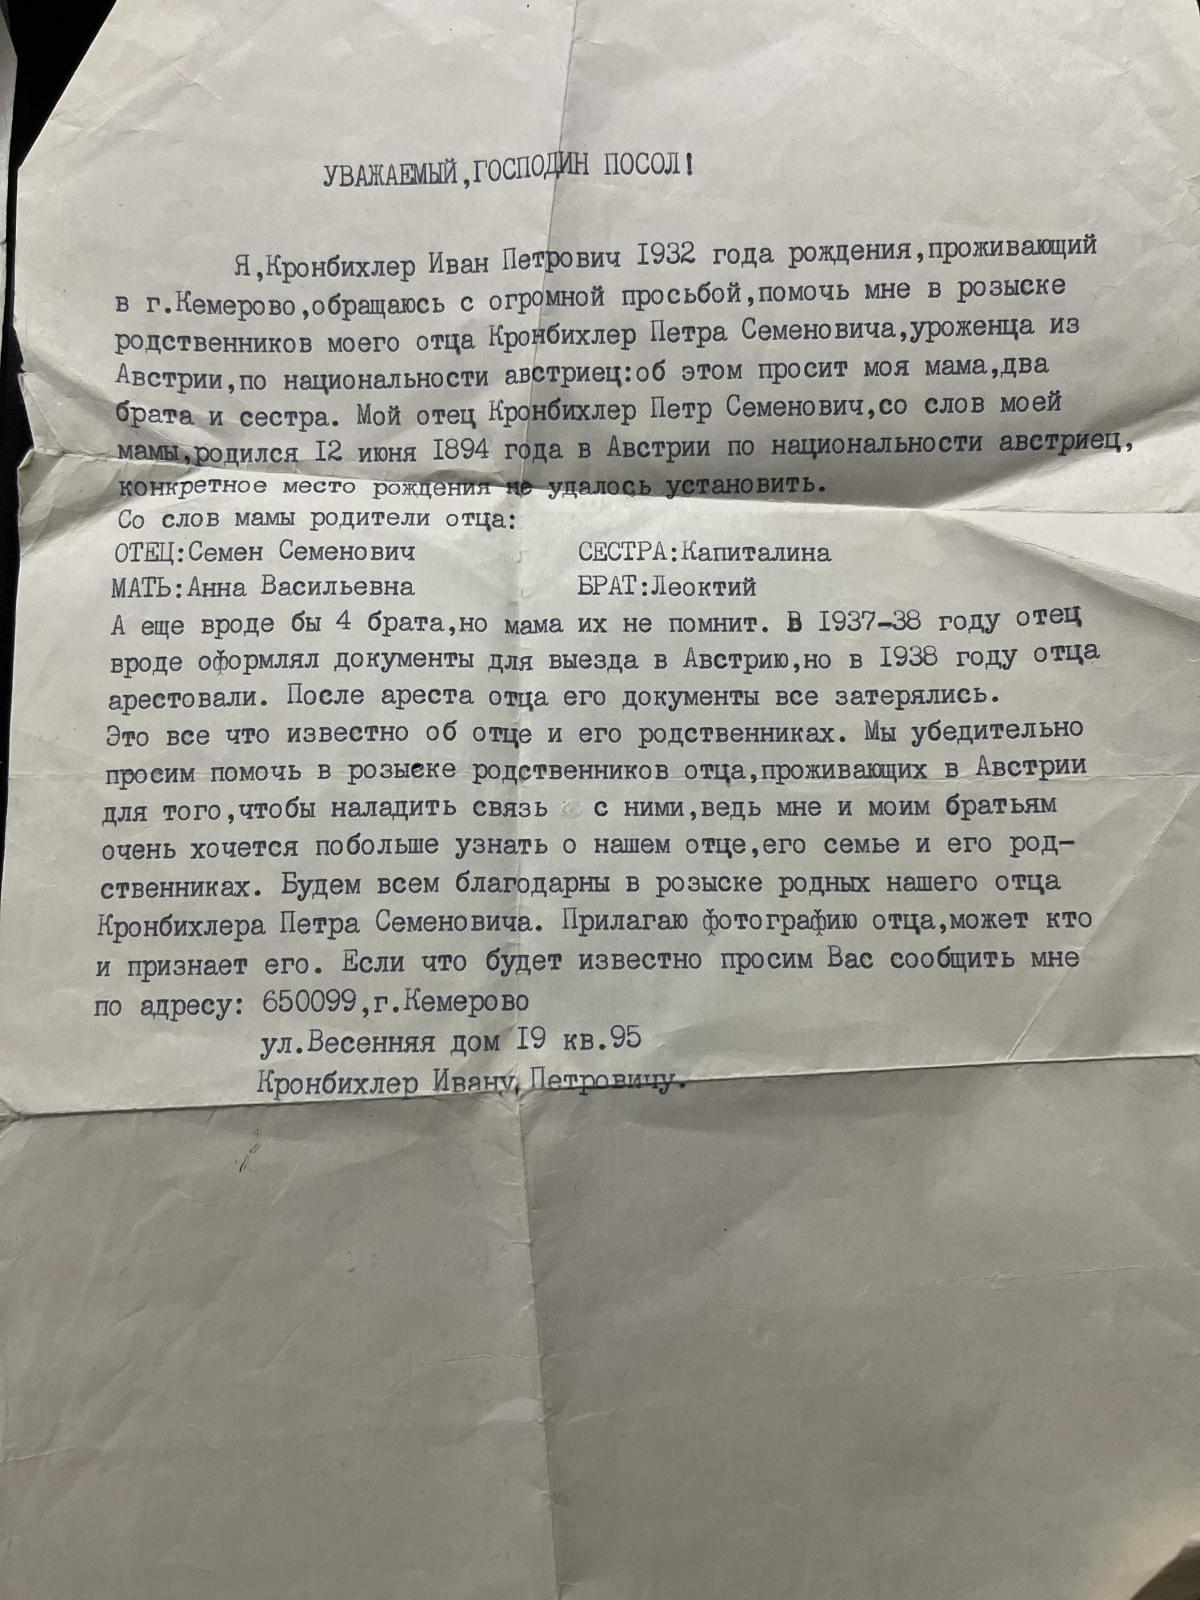 УВАЖАЕМЫЙ,ГОСПОДИН ПОСОЛ!
Я,Кронбихлер Иван Петрович 1932 года рождения,проживающий
в г.Кемерово,обращаюсь с огромной просьбой,помочь мне в розыске
родственников моего отца Кронбихлер Петра Семеновича,уроженца из
Австрии,по национальности австриец:об этом просит моя мама,два
брата и сестра. Мой отец Кронбихлер Петр Семенович,со слов моей
мамы,родился 12 июня 1894 года в Австрии по национальности австриец,
конкретное место рождения не удалось установить.
Со слов мамы родители отца:
ОТЕЦ:Семен Семенович СЕСТРА:Капиталина
МАТЬ:Анна Васильевна БРАТ:Леоктий
А еще вроде бы 4 брата,но мама их не помнит. В 1937-38 году отец
вроде оформлял документы для выезда в Австрию,но в 1938 году отца
арестовали. После ареста отца его документы все затерялись.
Это все что известно об отце и его родственниках. Мы убедительно
просим помочь в розыске родственников отца,проживающих в Австрии
для того,чтобы наладить связь с ними,ведь мне и моим братьям
очень хочется побольше узнать о нашем отце,его семье и его род-
ственниках. Будем всем благодарны в розыске родных нашего отца
Кронбихлера Петра Семеновича. Прилагаю фотографию отца,может кто
и признает его. Если что будет известно просим Вас сообщить мне
по адресу: 650099,г.Кемерово
ул.Весенняя дом 19 кв.95
Кронбихлер Ивану Петровичу.